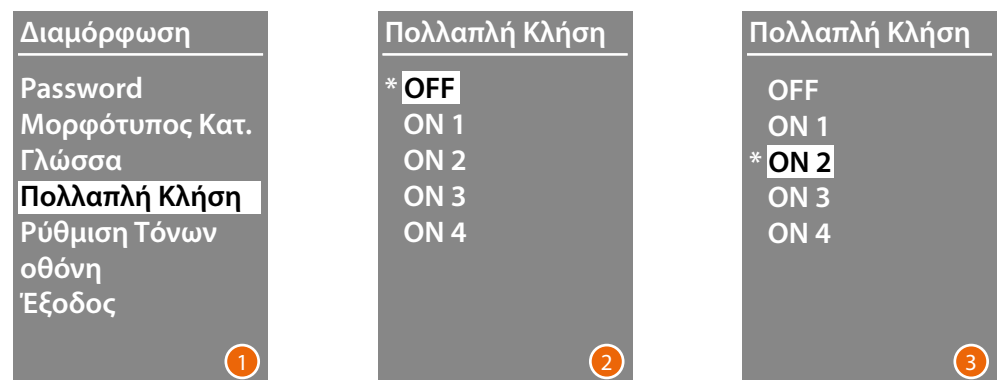 Διαμόρφωση
Password
Μορφότυπος Κατ.
Γλώσσα
Πολλαπλή Κλήση
Ρύθμιση Τόνων
οθόνη
Έξοδος
1
Πολλαπλή Κλήση
* OFF
ON 1
ON 2
ON 3
ON 4
2
Πολλαπλή Κλήση
OFF
ON 1
* ON 2
ON 3
ON 4
3